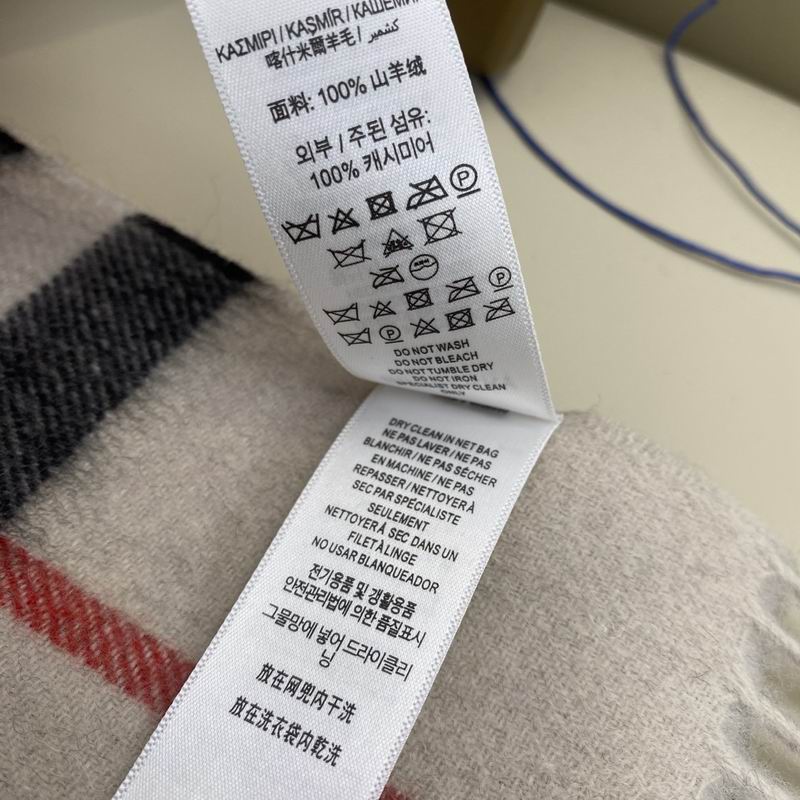 ΚΑΣΜΙΡΙ / KAŞMİR / КАШЕМИР
喀什米爾羊毛 / كشمير
面料: 100% 山羊绒
외부 / 주된 섬유:
100% 캐시미어
P
P
P
DO NOT WASH
DO NOT BLEACH
DO NOT TUMBLE DRY
DO NOT IRON
SPECIALIST DRY CLEAN
ONLY
DRY CLEAN IN NET BAG
NE PAS LAVER / NE PAS
BLANCHIR / NE PAS SÉCHER
EN MACHINE / NE PAS
REPASSER / NETTOYER À
SEC PAR SPÉCIALISTE
SEULEMENT
NETTOYER À SEC DANS UN
FILET À LINGE
NO USAR BLANQUEADOR
전기용품 및 갱활용품
안전관리법에 의한 품질표시
그물망에 넣어 드라이클리
닝
放在网兜内干洗
放在洗衣袋内乾洗